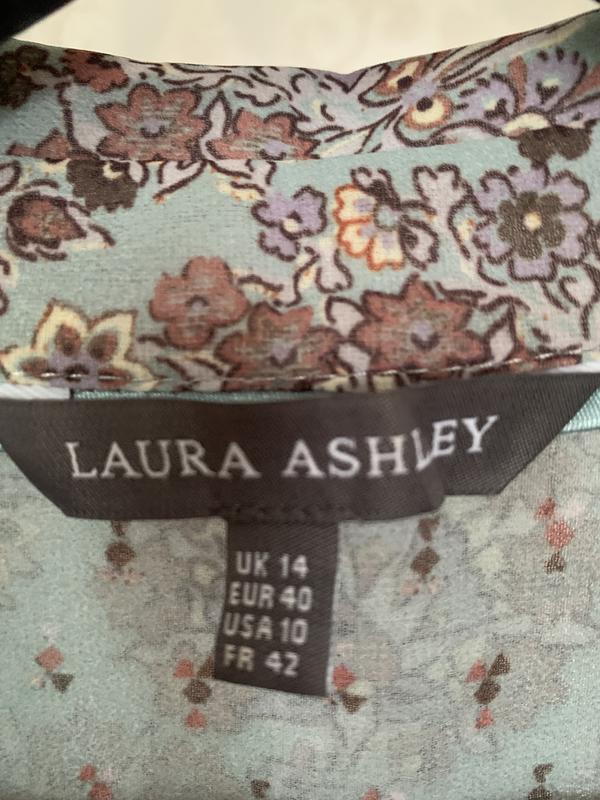 LAURA ASHLEY
UK 14
EUR 40
USA 10
FR 42